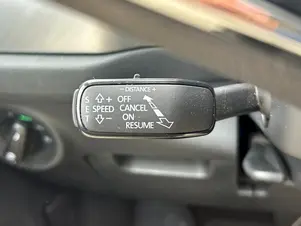 - DISTANCE +
S ⇧+ OFF
E SPEED CANCEL
T ⇩- ON
RESUME